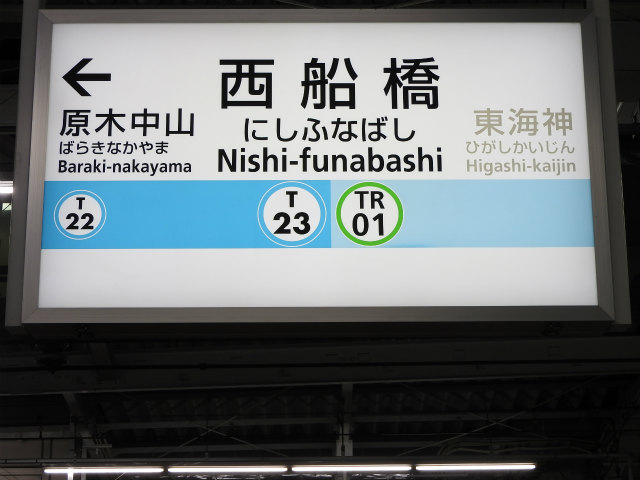 ←
西船橋
にしふなばし
Nishi-funabashi
原木中山
ばらきなかやま
Baraki-nakayama
東海神
ひがしかいじん
Higashi-kaijin
T
22
T
23
TR
01